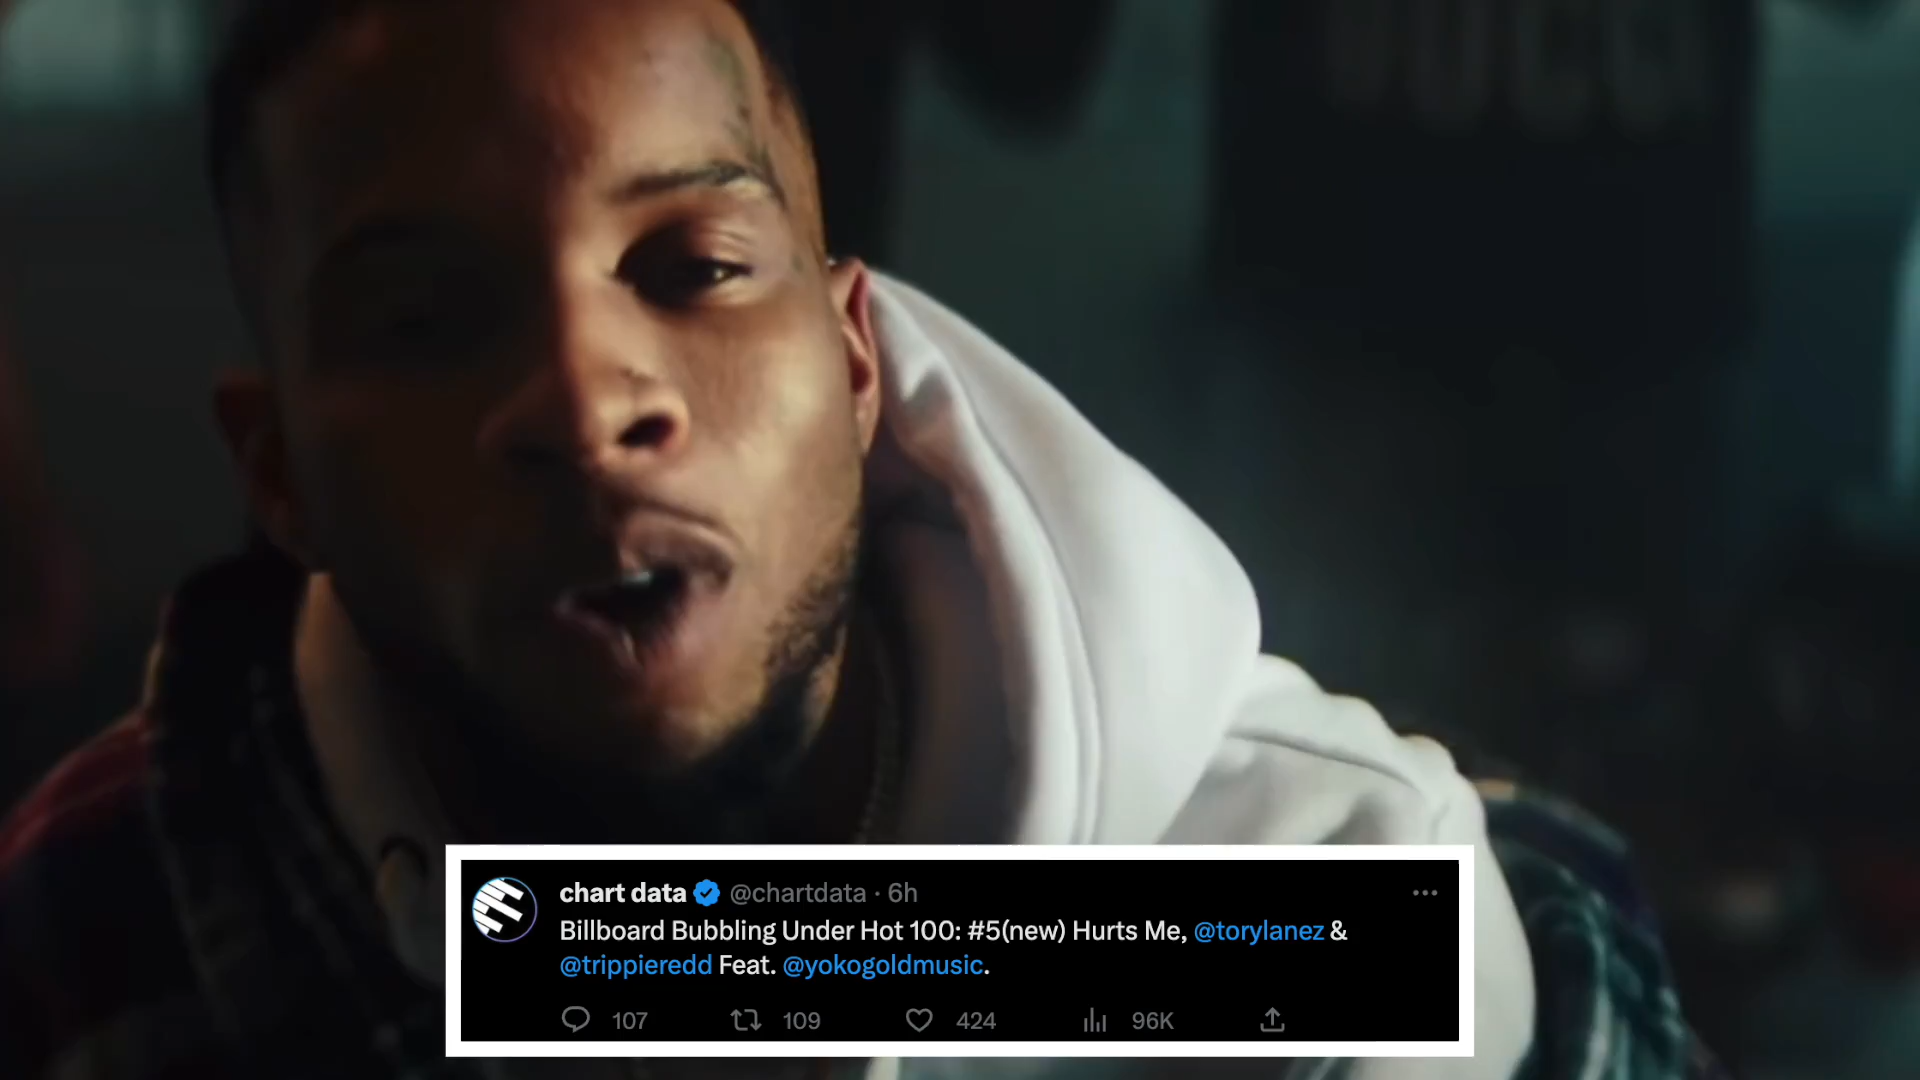 chart data @chartdata · 6h
Billboard Bubbling Under Hot 100: #5(new) Hurts Me, @torylanez &
@trippieredd Feat. @yokogoldmusic.
107 109 424 96K